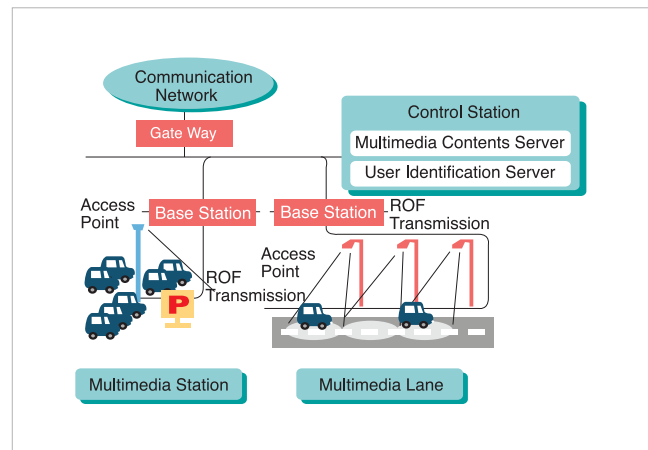 Communication
Network
Gate Way
Control Station
Multimedia Contents Server
User Identification Server
Access
Point
Base Station
Base Station
ROF
Transmission
Access
Point
ROF
Transmission
P
Multimedia Station
Multimedia Lane